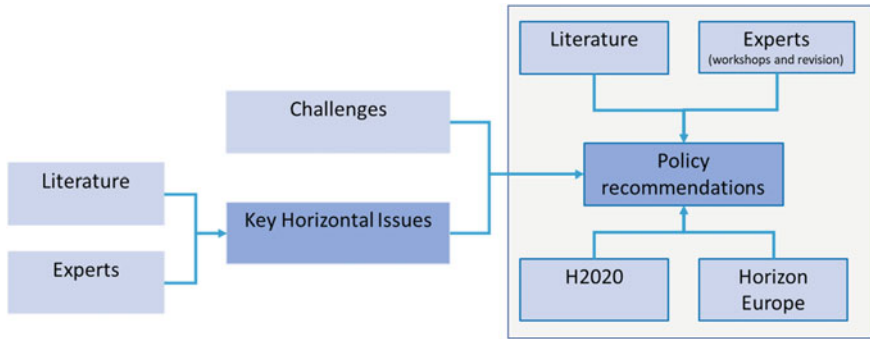 Literature
Experts
Challenges
Key Horizontal Issues
Literature
Experts
(workshops and revision)
Policy
recommendations
H2020
Horizon
Europe